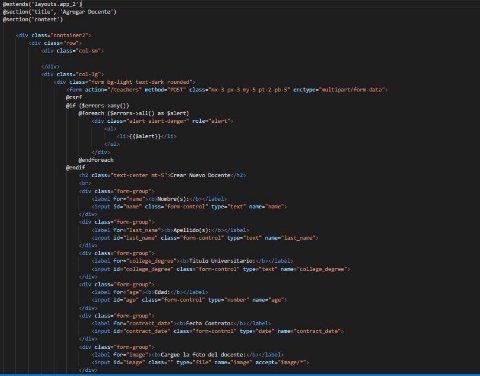 @extends('layouts.app_2')
@section('title', 'Agregar Docente')
@section('content')
<div class="container2">
<div class="row">
<div class="col-sm">
</div>
<div class="col-lg">
<div class="form bg-light text-dark rounded">
<form action="/teachers" method="POST" class="mx-3 px-3 my-5 pt-2 pb-5" enctype="multipart/form-data">
@csrf
@if ($errors->any())
@foreach ($errors->all() as $alert)
<div class="alert alert-danger" role="alert">
<ul>
<li>{{$alert}}</li>
</ul>
</div>
@endforeach
@endif
<h2 class="text-center mt-5">Crear Nuevo Docente</h2>
<br>
<div class="form-group">
<label for="name"><b>Nombre(s):</b></label>
<input id="name" class="form-control" type="text" name="name">
</div>
<div class="form-group">
<label for="last_name"><b>Apellido(s):</b></label>
<input id="last_name" class="form-control" type="text" name="last_name">
</div>
<div class="form-group">
<label for="college_degree"><b>Titulo Universitario:</b></label>
<input id="college_degree" class="form-control" type="text" name="college_degree">
</div>
<div class="form-group">
<label for="age"><b>Edad:</b></label>
<input id="age" class="form-control" type="number" name="age">
</div>
<div class="form-group">
<label for="contract_date"><b>Fecha Contrato:</b></label>
<input id="contract_date" class="form-control" type="date" name="contract_date">
</div>
<div class="form-group">
<label for="image"><b>Cargue la foto del docente:</b></label>
<input id="image" class="" type="file" name="image" accept="image/*">
</div>